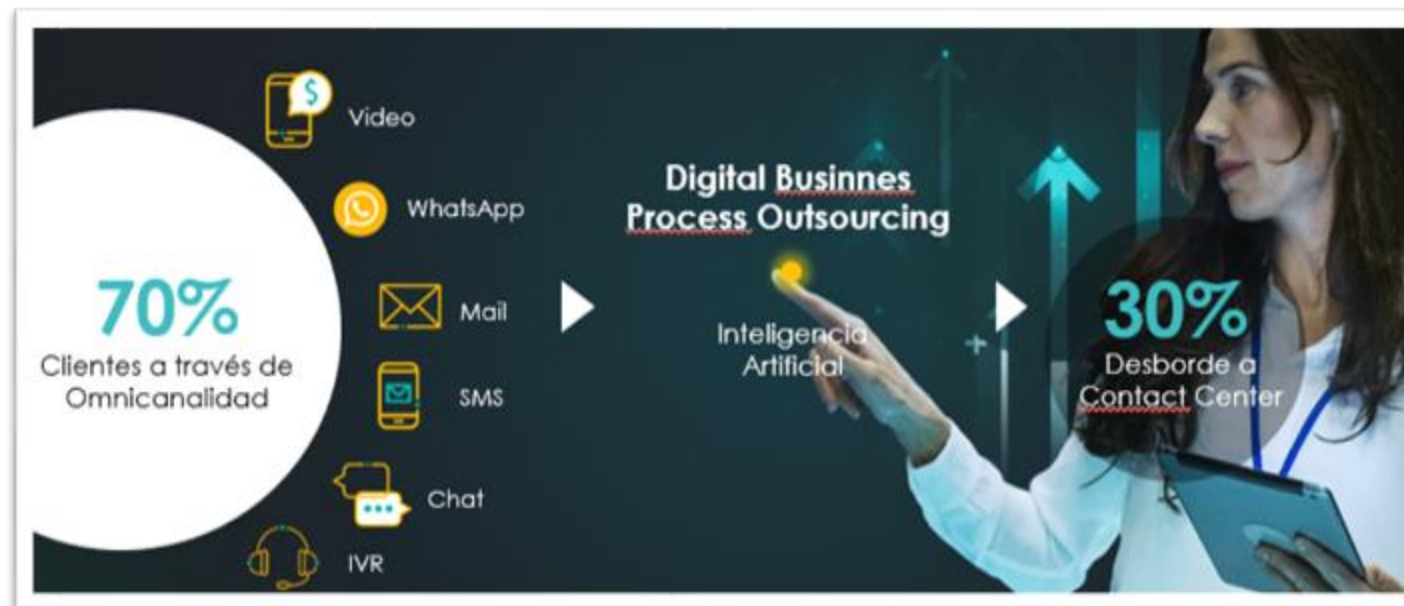 Video
WhatsApp
Mail
SMS
Chat
IVR
70%
Clientes a través de
Omnicanalidad
Digital Businnes
Process Outsourcing
Inteligencia
Artificial
30%
Desborde a
Contact Center
$